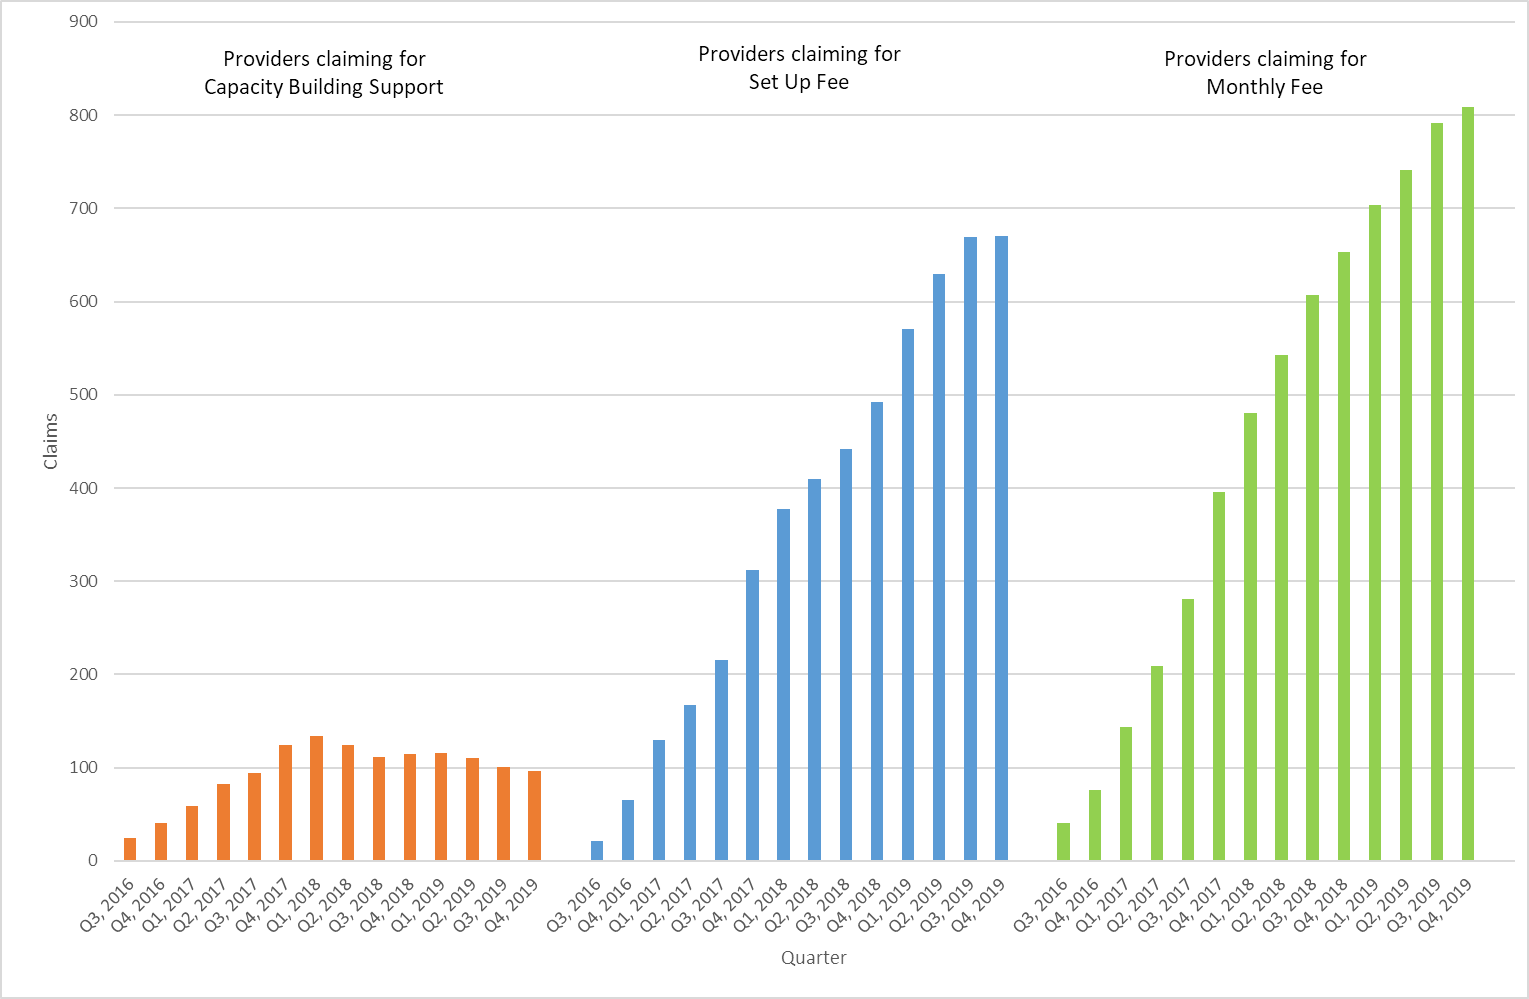 900
800
700
600
500
400
300
200
100
0
Claims
Providers claiming for
Capacity Building Support
Providers claiming for
Set Up Fee
Providers claiming for
Monthly Fee
Q3, 2016
Q4, 2016
Q1, 2017
Q2, 2017
Q3, 2017
Q4, 2017
Q1, 2018
Q2, 2018
Q3, 2018
Q4, 2018
Q1, 2019
Q2, 2019
Q3, 2019
Q4, 2019
Q3, 2016
Q4, 2016
Q1, 2017
Q2, 2017
Q3, 2017
Q4, 2017
Q1, 2018
Q2, 2018
Q3, 2018
Q4, 2018
Q1, 2019
Q2, 2019
Q3, 2019
Q4, 2019
Q3, 2016
Q4, 2016
Q1, 2017
Q2, 2017
Q3, 2017
Q4, 2017
Q1, 2018
Q2, 2018
Q3, 2018
Q4, 2018
Q1, 2019
Q2, 2019
Q3, 2019
Q4, 2019
Quarter